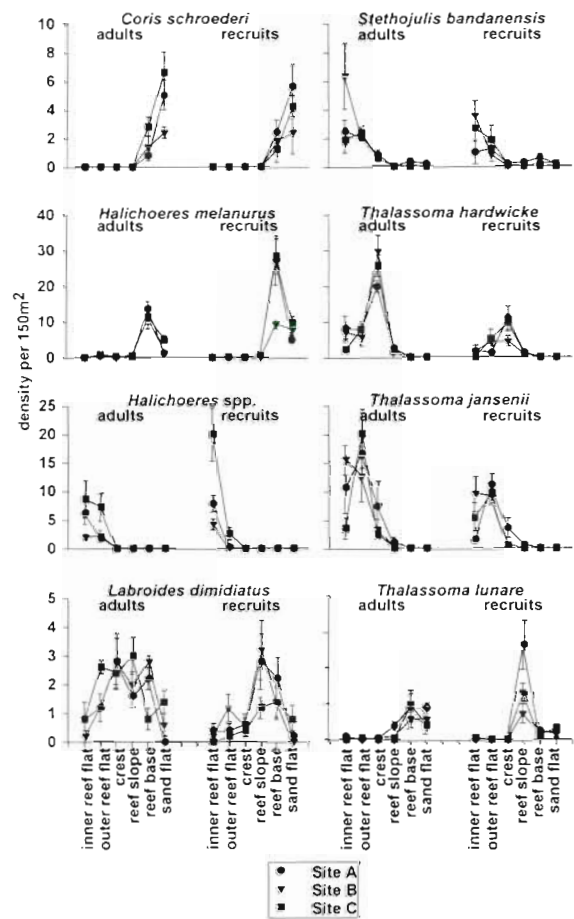 Coris schroederi
adults recruits
10
8
6
4
2
0
Stethojulis bandanensis
adults recruits
Halichoeres melanurus
adults recruits
40
30
20
10
0
Thalassoma hardwicke
adults recruits
density per 150m2
Halichoeres spp.
adults recruits
25
20
15
10
5
0
Thalassoma jansenii
adults recruits
Labroides dimidiatus
adults recruits
5
4
3
2
1
0
Thalassoma lunare
adults recruits
inner reef flat
outer reef flat
crest
reef slope
reef base
sand flat
inner reef flat
outer reef flat
crest
reef slope
reef base
sand flat
inner reef flat
outer reef flat
crest
reef slope
reef base
sand flat
inner reef flat
outer reef flat
crest
reef slope
reef base
sand flat
Site A
Site B
Site C